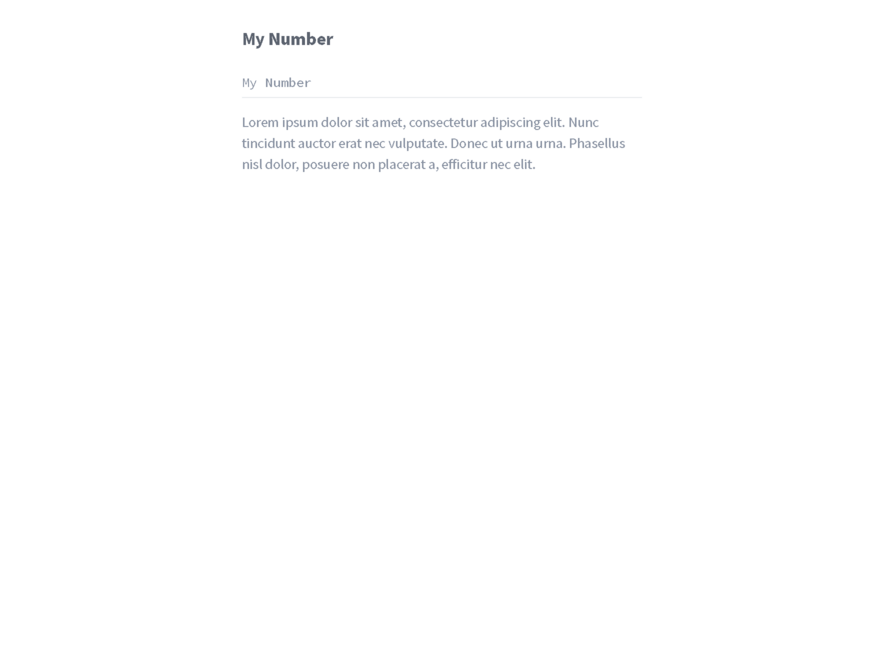 My Number
My Number
Lorem ipsum dolor sit amet, consectetur adipiscing elit. Nunc
tincidunt auctor erat nec vulputate. Donec ut urna urna. Phasellus
nisl dolor, posuere non placerat a, efficitur nec elit.